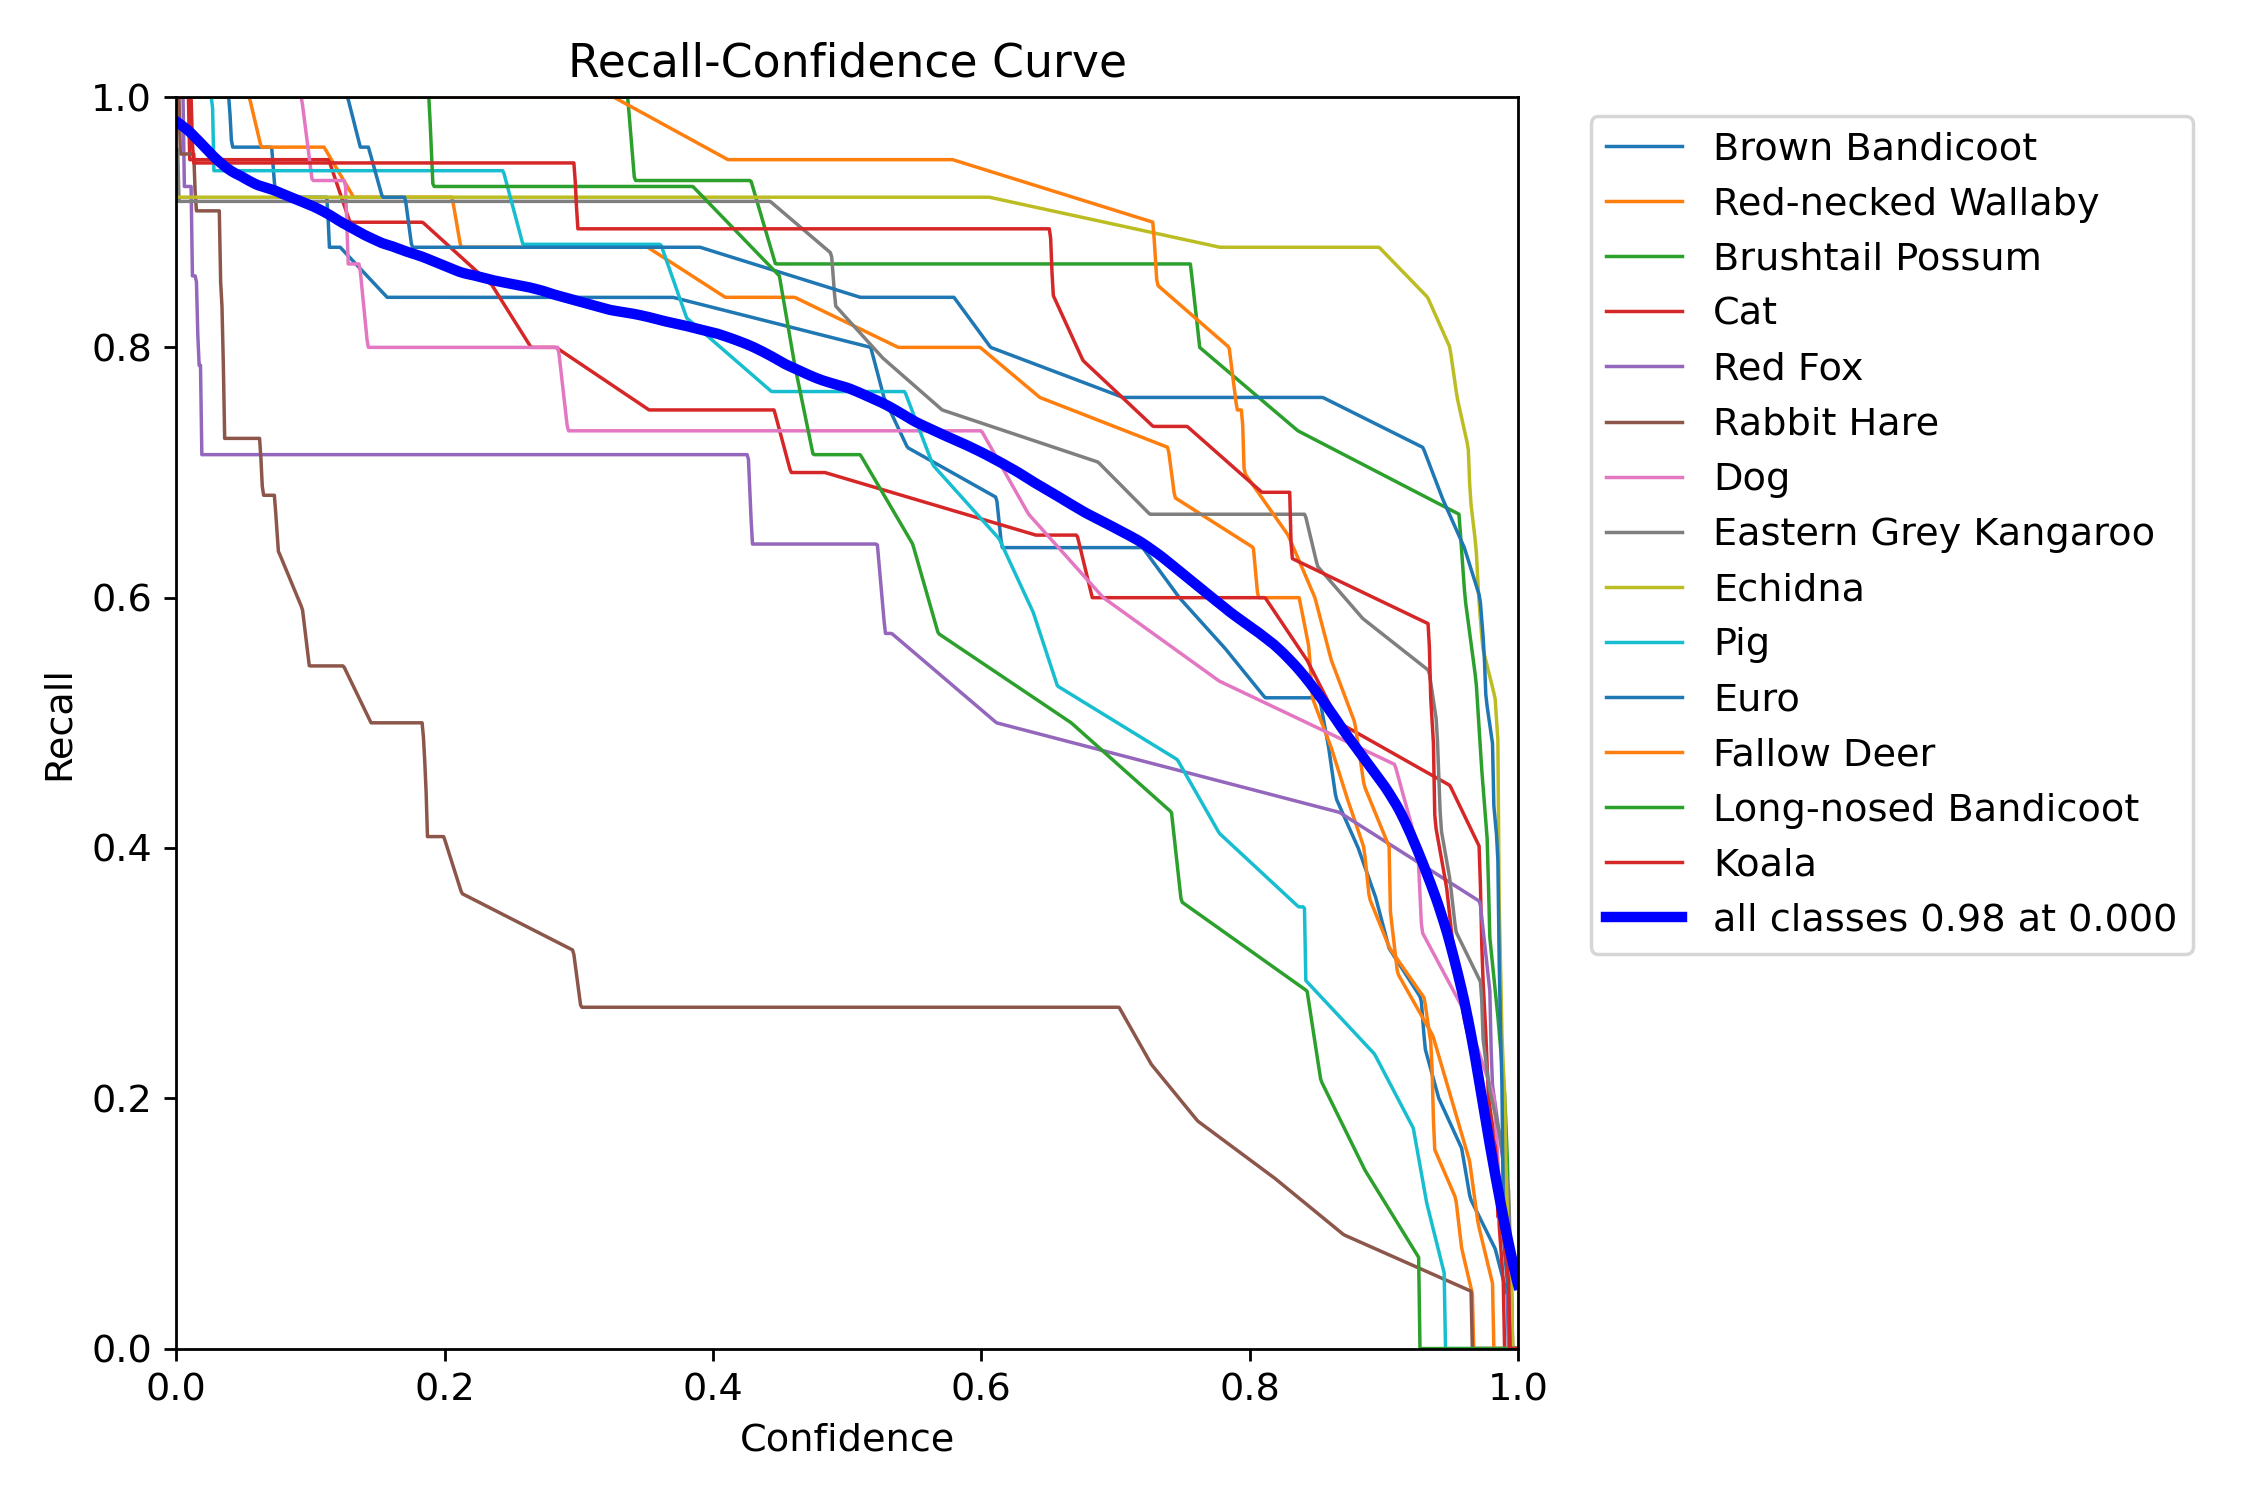 Recall-Confidence Curve
1.0
0.8
0.6
0.4
0.2
0.0
Recall
0.0 0.2 0.4 0.6 0.8 1.0
Confidence
Brown Bandicoot
Red-necked Wallaby
Brushtail Possum
Cat
Red Fox
Rabbit Hare
Dog
Eastern Grey Kangaroo
Echidna
Pig
Euro
Fallow Deer
Long-nosed Bandicoot
Koala
all classes 0.98 at 0.000